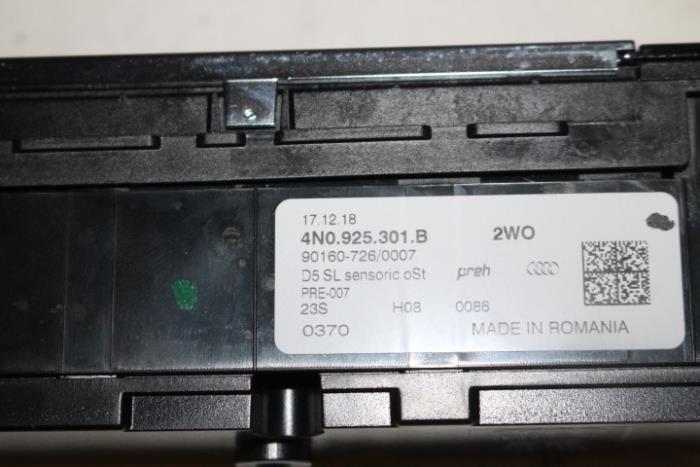 17.12.18
4N0.925.301.B 2WO
90160-726/0007
D5 SL sensoric oSt preh
PRE-007
23S H08 0086
0370 MADE IN ROMANIA